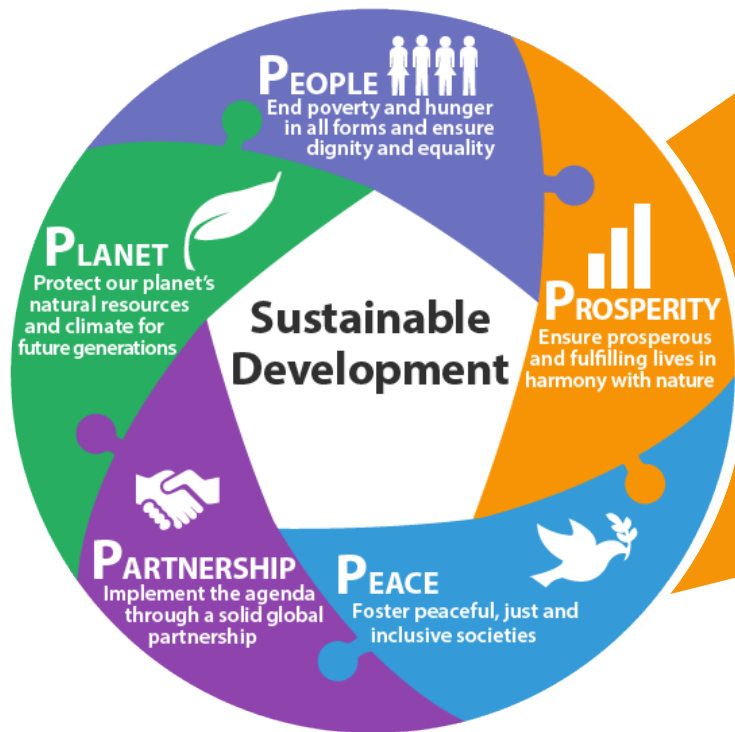 PEOPLE
End poverty and hunger
in all forms and ensure
dignity and equality
PLANET
Protect our planet's
natural resources
and climate for
future generations
Sustainable
Development
PROSPERITY
Ensure prosperous
and fulfilling lives in
harmony with nature
PARTNERSHIP
Implement the agenda
through a solid global
partnership
PEACE
Foster peaceful, just and
inclusive societies